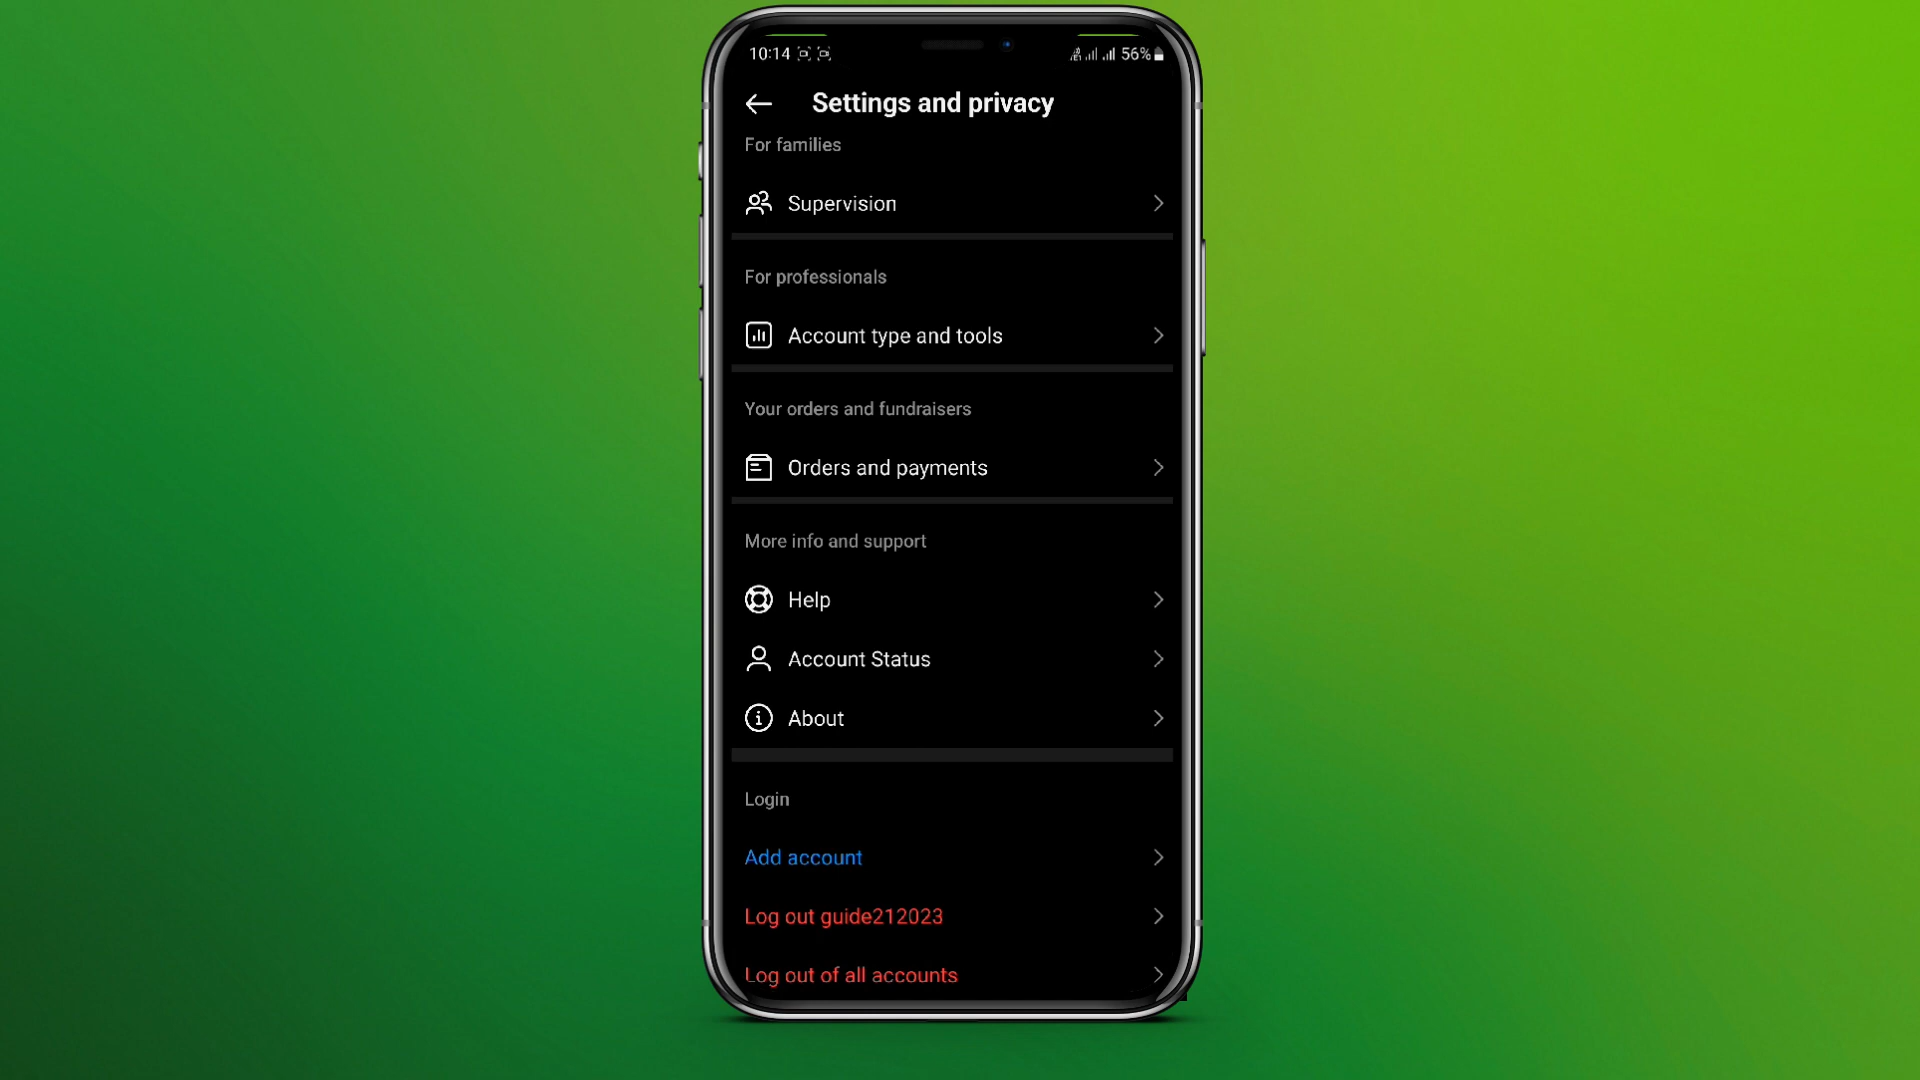 10:14 56%
Settings and privacy
For families
Supervision
For professionals
Account type and tools
Your orders and fundraisers
Orders and payments
More info and support
Help
Account Status
About
Login
Add account
Log out guide212023
Log out of all accounts